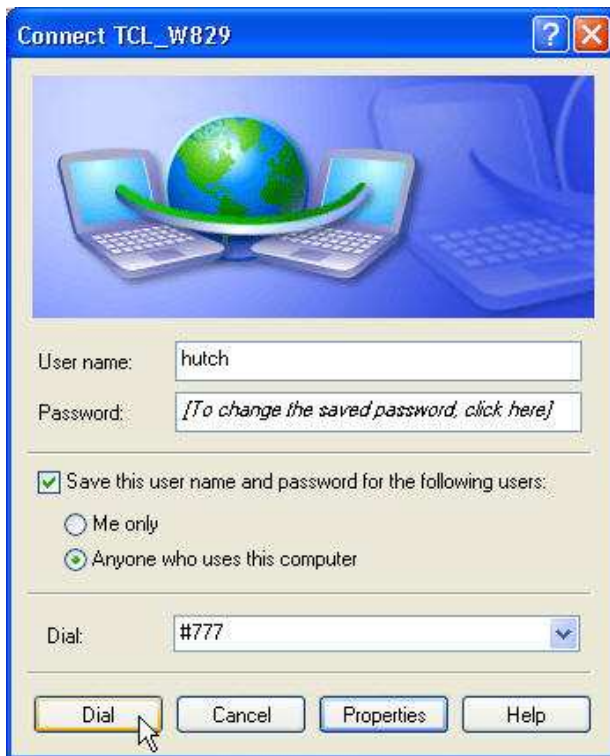 Connect TCL_W829
User name: hutch
Password: [To change the saved password, click here]
Save this user name and password for the following users:
Me only
Anyone who uses this computer
Dial: #777
Dial Cancel Properties Help